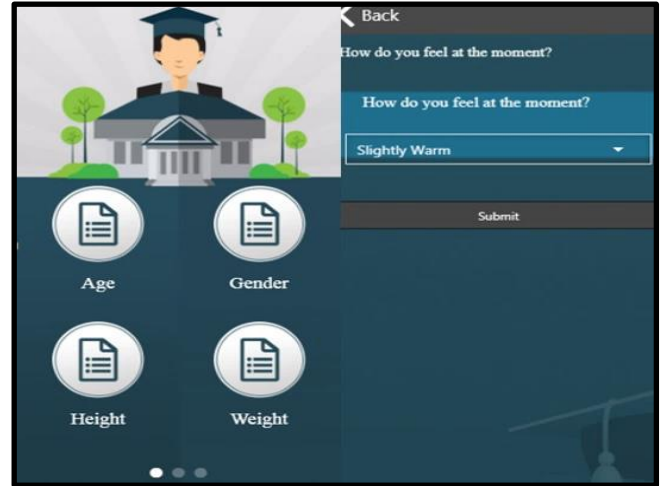 Age
Gender
Height
Weight
Back
How do you feel at the moment?
How do you feel at the moment?
Slightly Warm
Submit